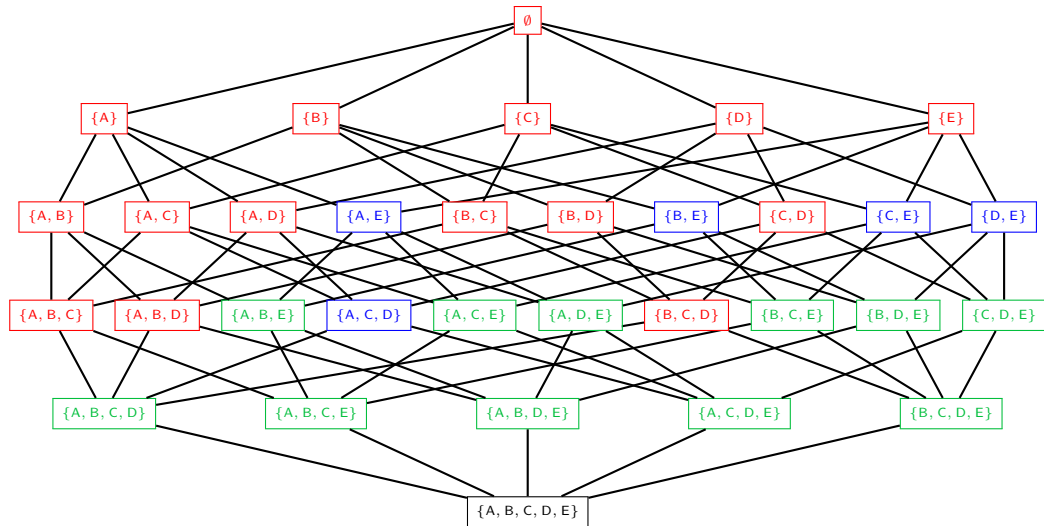 ∅
{A} {B} {C} {D} {E}
{A, B} {A, C} {A, D} {A, E} {B, C} {B, D} {B, E} {C, D} {C, E} {D, E}
{A, B, C} {A, B, D} {A, B, E} {A, C, D} {A, C, E} {A, D, E} {B, C, D} {B, C, E} {B, D, E} {C, D, E}
{A, B, C, D} {A, B, C, E} {A, B, D, E} {A, C, D, E} {B, C, D, E}
{A, B, C, D, E}